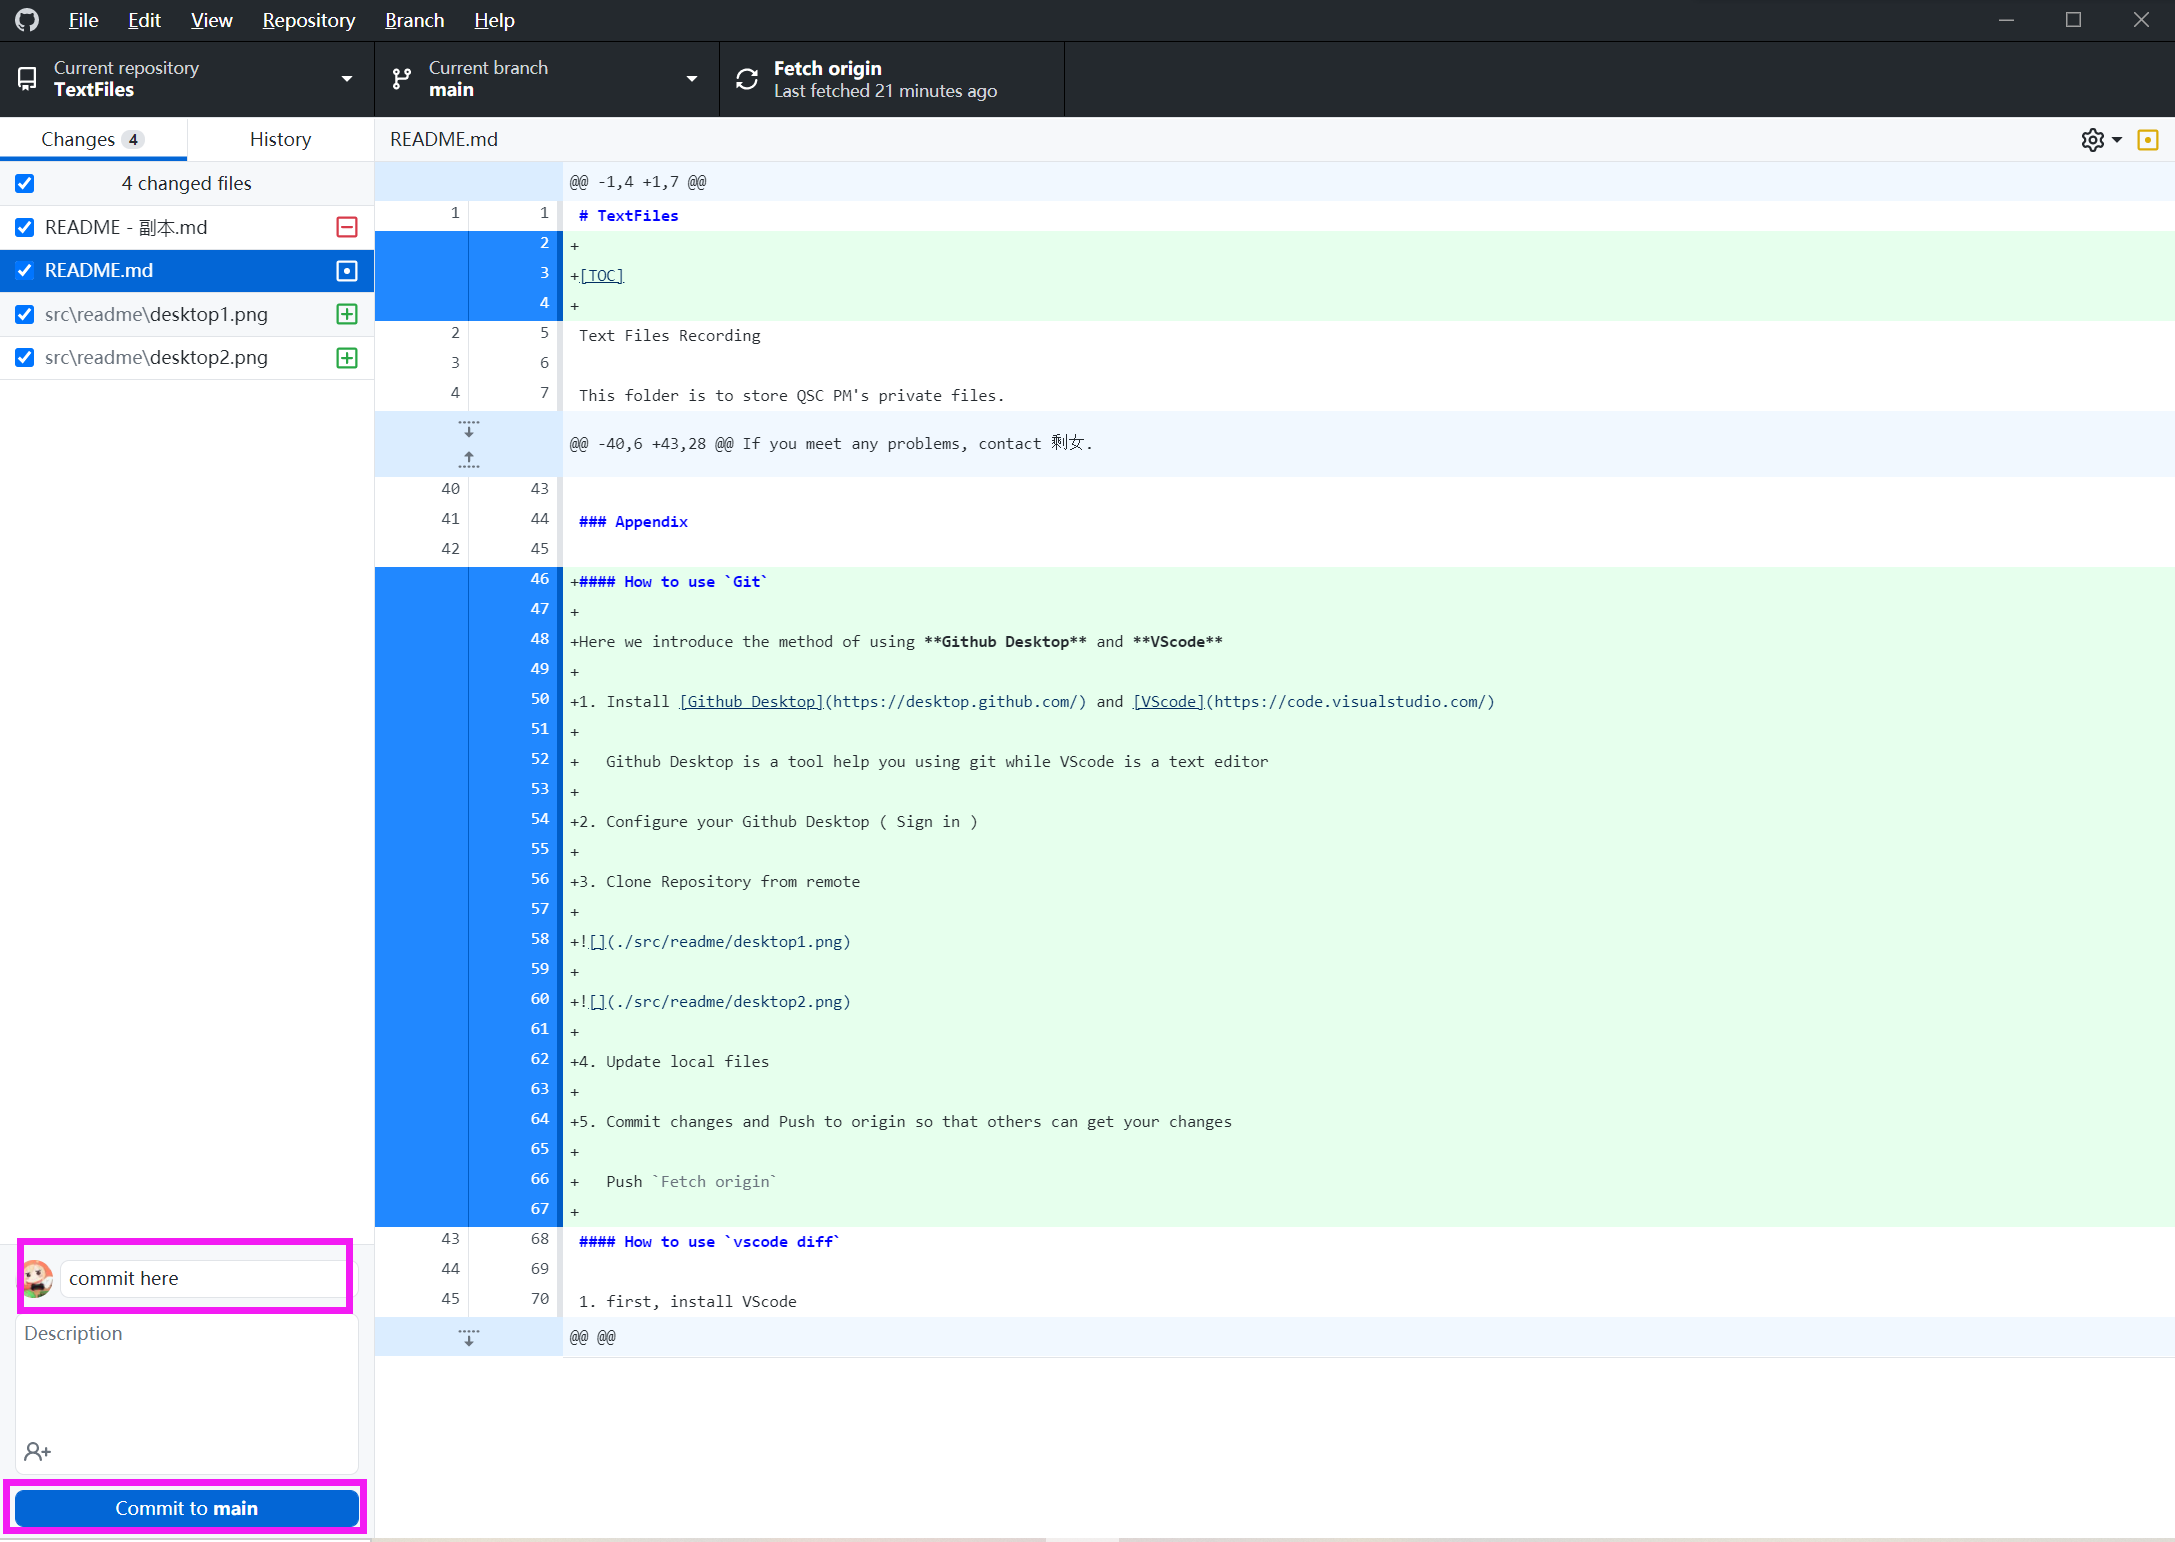 File Edit View Repository Branch Help
Current repository
TextFiles
Current branch
main
Fetch origin
Last fetched 21 minutes ago
Changes 4
History
README.md
4 changed files
README - 副本.md
README.md
src\readme\desktop1.png
src\readme\desktop2.png
@@ -1,4 +1,7 @@
1 1 # TextFiles
2 +
3 +[TOC]
4 +
2 5 Text Files Recording
3 6
4 7 This folder is to store QSC PM's private files.
@@ -40,6 +43,28 @@ If you meet any problems, contact 剩女.
40 43
41 44 ### Appendix
42 45
46 +#### How to use `Git`
47 +
48 +Here we introduce the method of using **Github Desktop** and **VScode**
49 +
50 +1. Install [Github Desktop](https://desktop.github.com/) and [VScode](https://code.visualstudio.com/)
51 +
52 +   Github Desktop is a tool help you using git while VScode is a text editor
53 +
54 +2. Configure your Github Desktop ( Sign in )
55 +
56 +3. Clone Repository from remote
57 +
58 +![](./src/readme/desktop1.png)
59 +
60 +![](./src/readme/desktop2.png)
61 +
62 +4. Update local files
63 +
64 +5. Commit changes and Push to origin so that others can get your changes
65 +
66 +   Push `Fetch origin`
67 +
43 68 #### How to use `vscode diff`
44 69
45 70 1. first, install VScode
@@ @@
commit here
Description
Commit to main